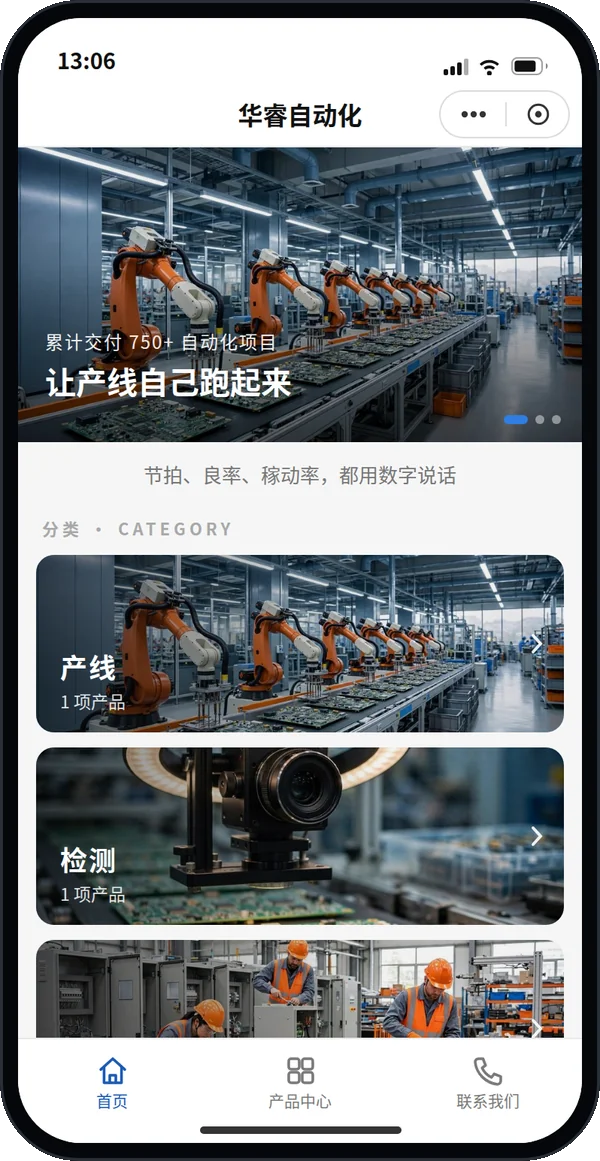 13:06
华睿自动化
累计交付 750+ 自动化项目
让产线自己跑起来
节拍、良率、稼动率，都用数字说话
分类 • CATEGORY
产线
1 项产品
检测
1 项产品
首页
产品中心
联系我们